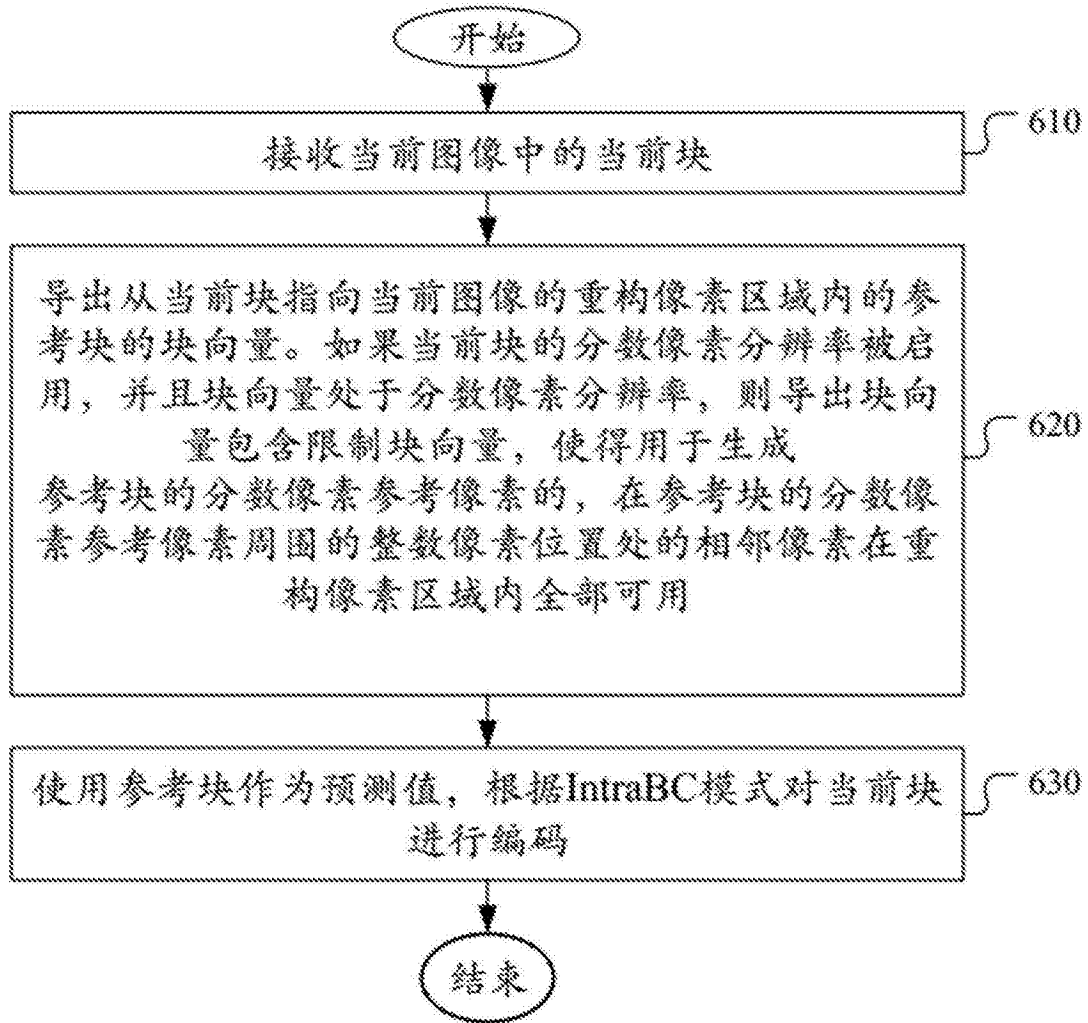 开始
接收当前图像中的当前块
610
导出从当前块指向当前图像的重构像素区域内的参
考块的块向量。如果当前块的分数像素分辨率被启
用，并且块向量处于分数像素分辨率，则导出块向
量包含限制块向量，使得用于生成
参考块的分数像素参考像素的，在参考块的分数像
素参考像素周围的整数像素位置处的相邻像素在重
构像素区域内全部可用
620
使用参考块作为预测值，根据IntraBC模式对当前块
进行编码
630
结束